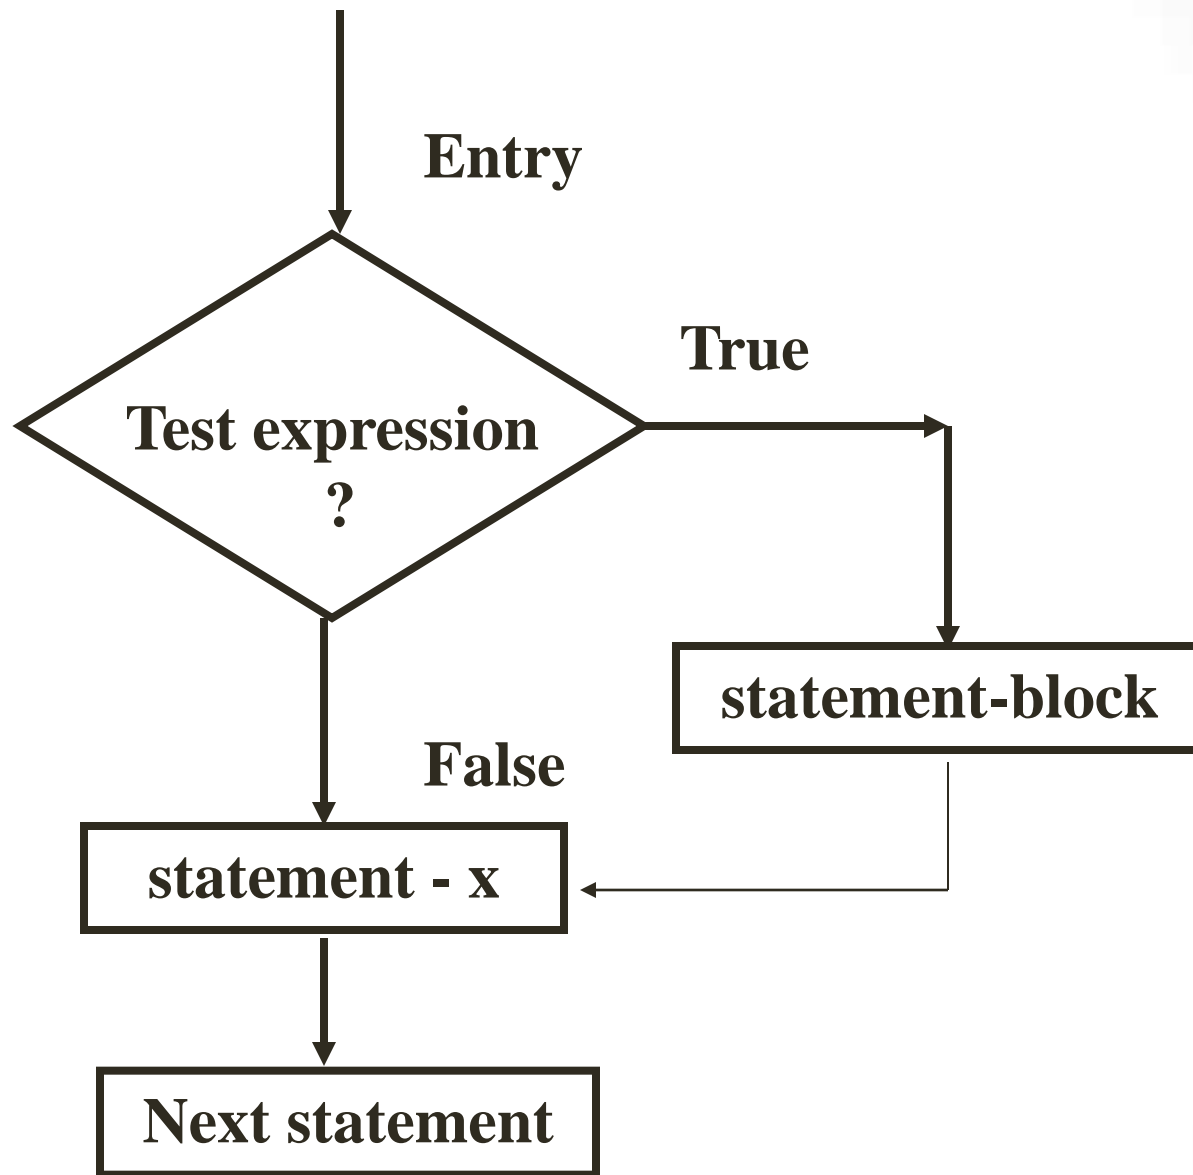 Entry
True
Test expression
?
statement-block
False
statement - x
Next statement